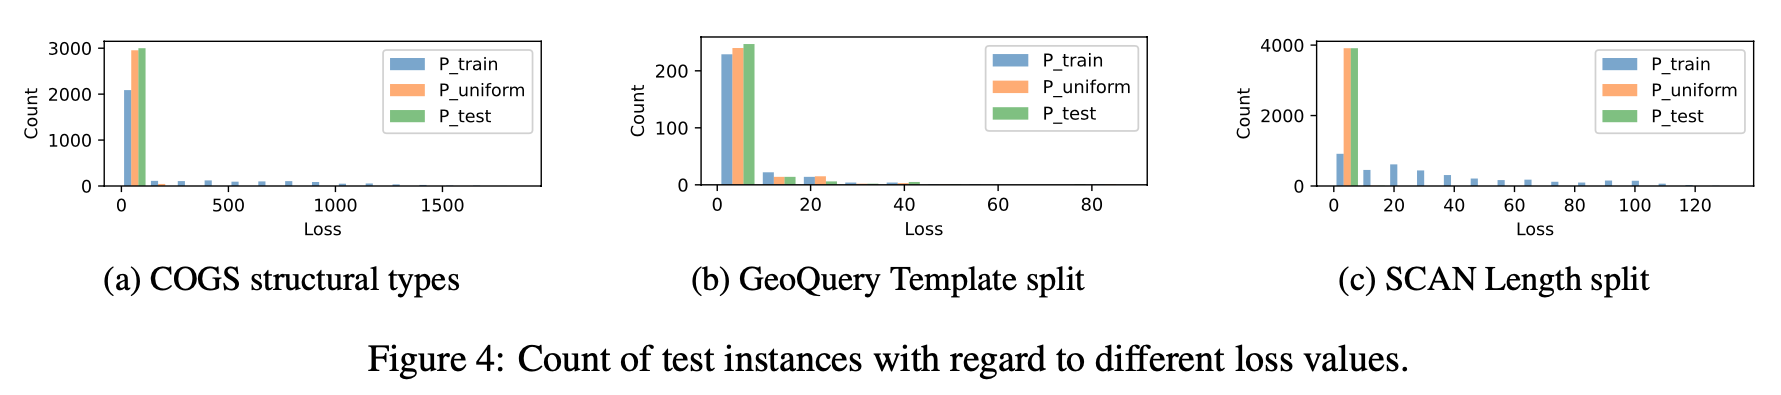 3000
2000
1000
0
Count
0 500 1000 1500
Loss
P_train
P_uniform
P_test
(a) COGS structural types
200
100
0
Count
0 20 40 60 80
Loss
P_train
P_uniform
P_test
(b) GeoQuery Template split
4000
2000
0
Count
0 20 40 60 80 100 120
Loss
P_train
P_uniform
P_test
(c) SCAN Length split
Figure 4: Count of test instances with regard to different loss values.